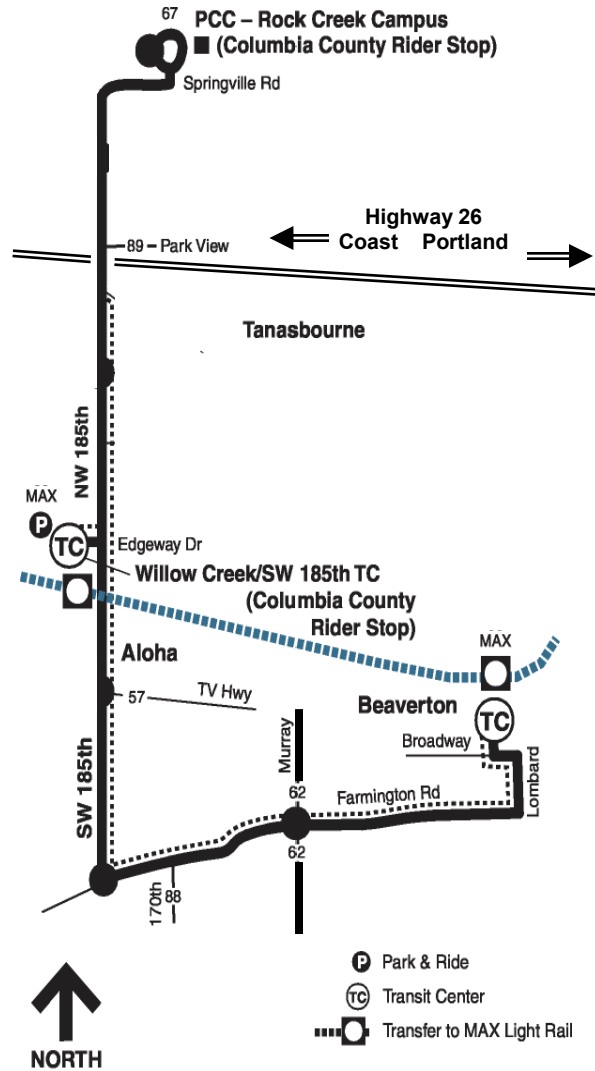 67
PCC – Rock Creek Campus
(Columbia County Rider Stop)
Springville Rd
Highway 26
Coast Portland
89 – Park View
Tanasbourne
NW 185th
MAX
P
TC
Edgeway Dr
Willow Creek/SW 185th TC
(Columbia County
Rider Stop)
MAX
Aloha
57
TV Hwy
Beaverton
TC
Murray
Broadway
Lombard
SW 185th
62
Farmington Rd
62
170th
88
P Park & Ride
TC Transit Center
Transfer to MAX Light Rail
NORTH